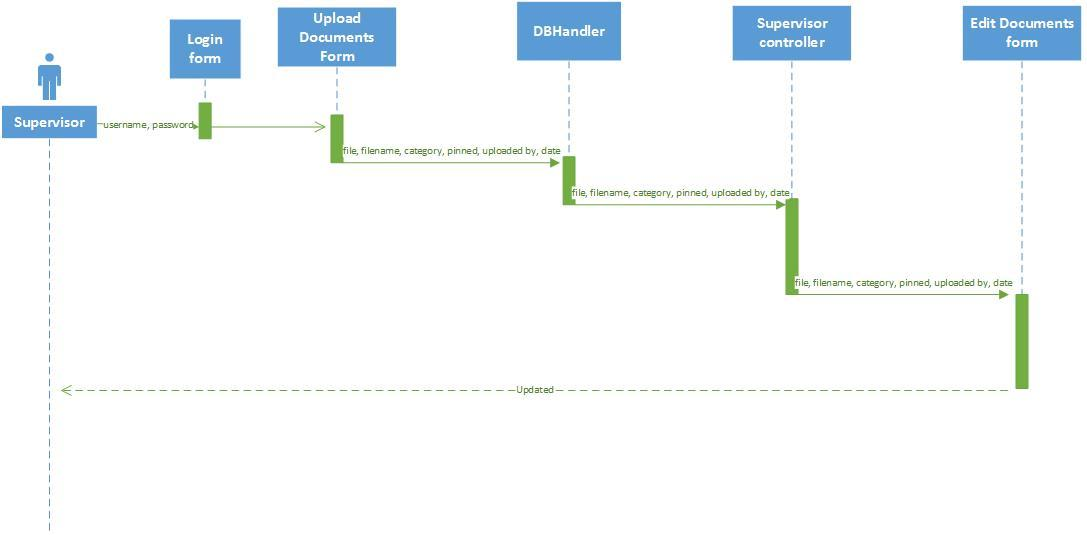 Login
form
Upload
Documents
Form
DBHandler
Supervisor
controller
Edit Documents
form
Supervisor
username, password
file, filename, category, pinned, uploaded by, date
file, filename, category, pinned, uploaded by, date
file, filename, category, pinned, uploaded by, date
Updated